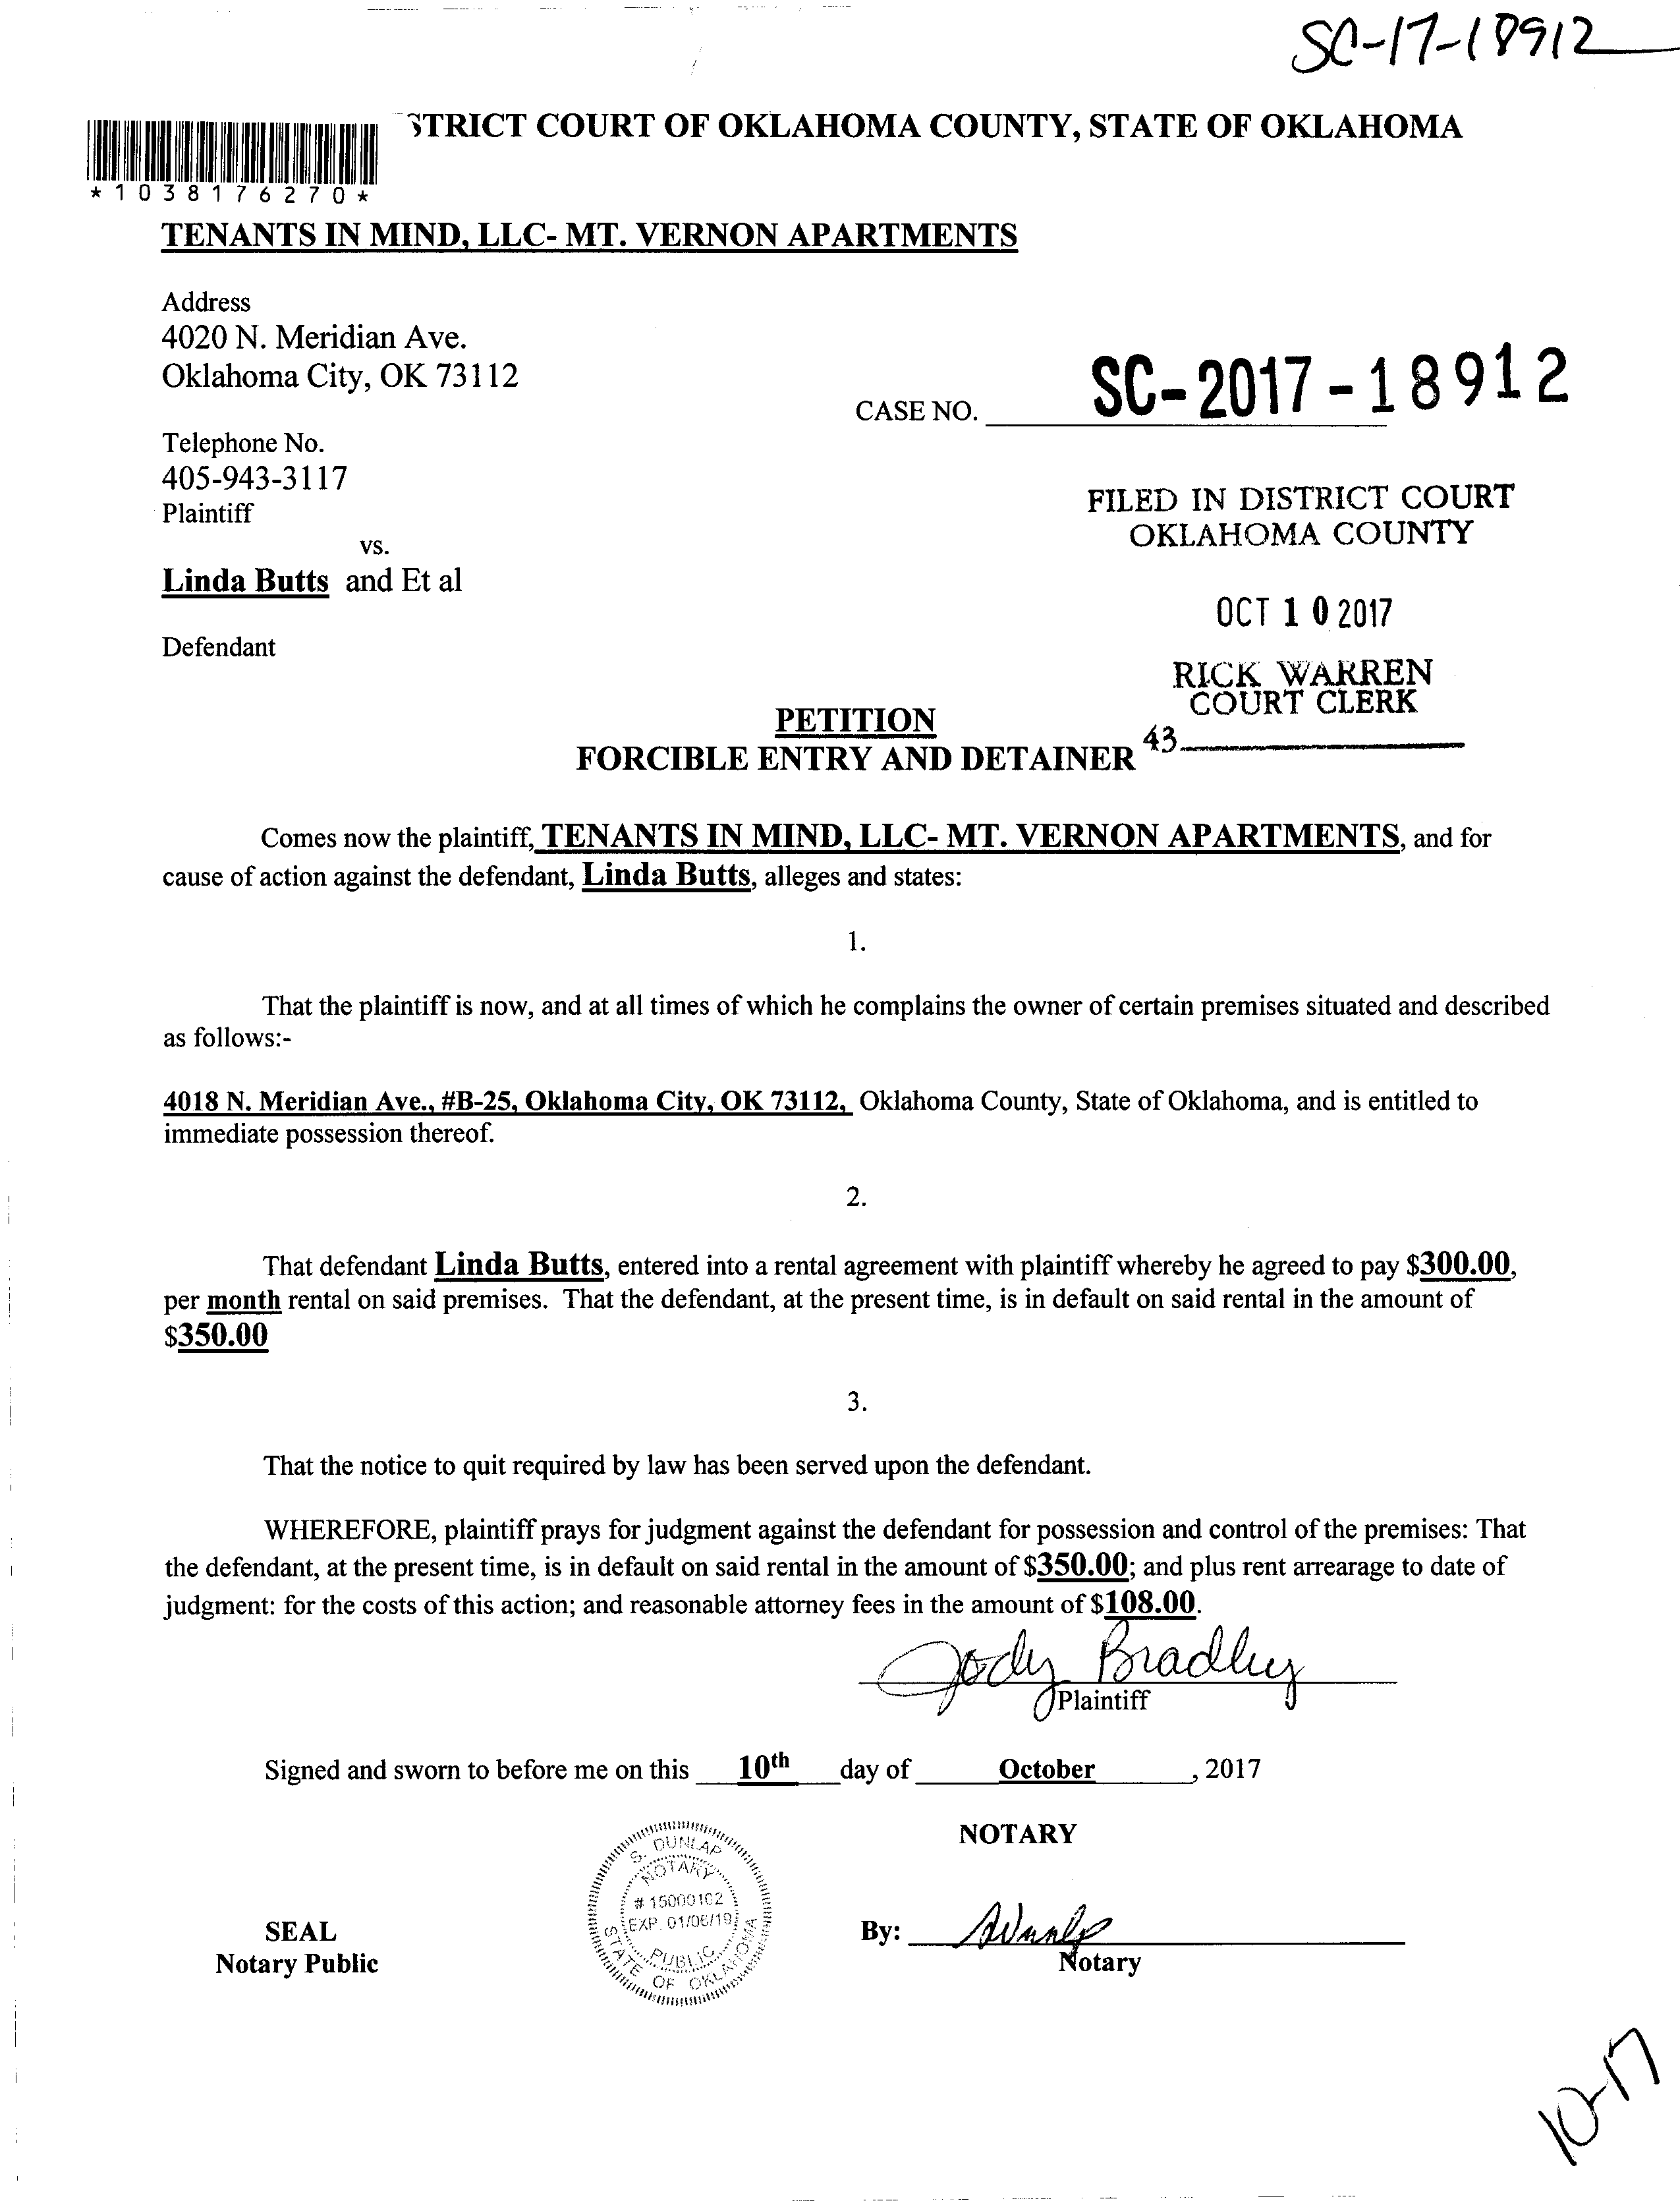 SC-17-18912
STRICT COURT OF OKLAHOMA COUNTY, STATE OF OKLAHOMA
*1038176270*
TENANTS IN MIND, LLC- MT. VERNON APARTMENTS
Address
4020 N. Meridian Ave.
Oklahoma City, OK 73112
CASE NO. SC-2017-18912
Telephone No.
405-943-3117
Plaintiff
FILED IN DISTRICT COURT
OKLAHOMA COUNTY
vs.
Linda Butts and Et al
OCT 10 2017
Defendant
RICK WARREN
COURT CLERK
PETITION
43
FORCIBLE ENTRY AND DETAINER
Comes now the plaintiff, TENANTS IN MIND, LLC- MT. VERNON APARTMENTS, and for
cause of action against the defendant, Linda Butts, alleges and states:
1.
That the plaintiff is now, and at all times of which he complains the owner of certain premises situated and described
as follows:-
4018 N. Meridian Ave., #B-25, Oklahoma City, OK 73112, Oklahoma County, State of Oklahoma, and is entitled to
immediate possession thereof.
2.
That defendant Linda Butts, entered into a rental agreement with plaintiff whereby he agreed to pay $300.00,
per month rental on said premises. That the defendant, at the present time, is in default on said rental in the amount of
$350.00
3.
That the notice to quit required by law has been served upon the defendant.
WHEREFORE, plaintiff prays for judgment against the defendant for possession and control of the premises: That
the defendant, at the present time, is in default on said rental in the amount of $350.00; and plus rent arrearage to date of
judgment: for the costs of this action; and reasonable attorney fees in the amount of $108.00.
Jody Bradley
Plaintiff
Signed and sworn to before me on this 10th day of October, 2017
NOTARY
S. DUNLAP
NOTARY
# 15000102
EXP. 01/06/19
PUBLIC
STATE OF OKLAHOMA
SEAL
Notary Public
By: SDunlap
Notary
10-17